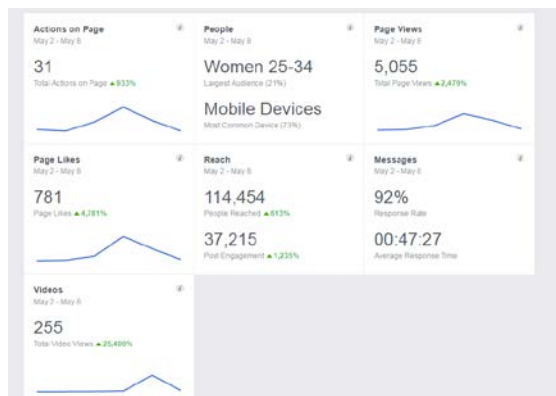 Actions on Page
May 2 - May 8
31
Total Actions on Page ▲933%
People
May 2 - May 8
Women 25-34
Largest Audience (21%)
Mobile Devices
Most Common Device (73%)
Page Views
May 2 - May 8
5,055
Total Page Views ▲2,479%
Page Likes
May 2 - May 8
781
Page Likes ▲4,781%
Reach
May 2 - May 8
114,454
People Reached ▲613%
37,215
Post Engagement ▲1,235%
Messages
May 2 - May 8
92%
Response Rate
00:47:27
Average Response Time
Videos
May 2 - May 8
255
Total Video Views ▲25,400%